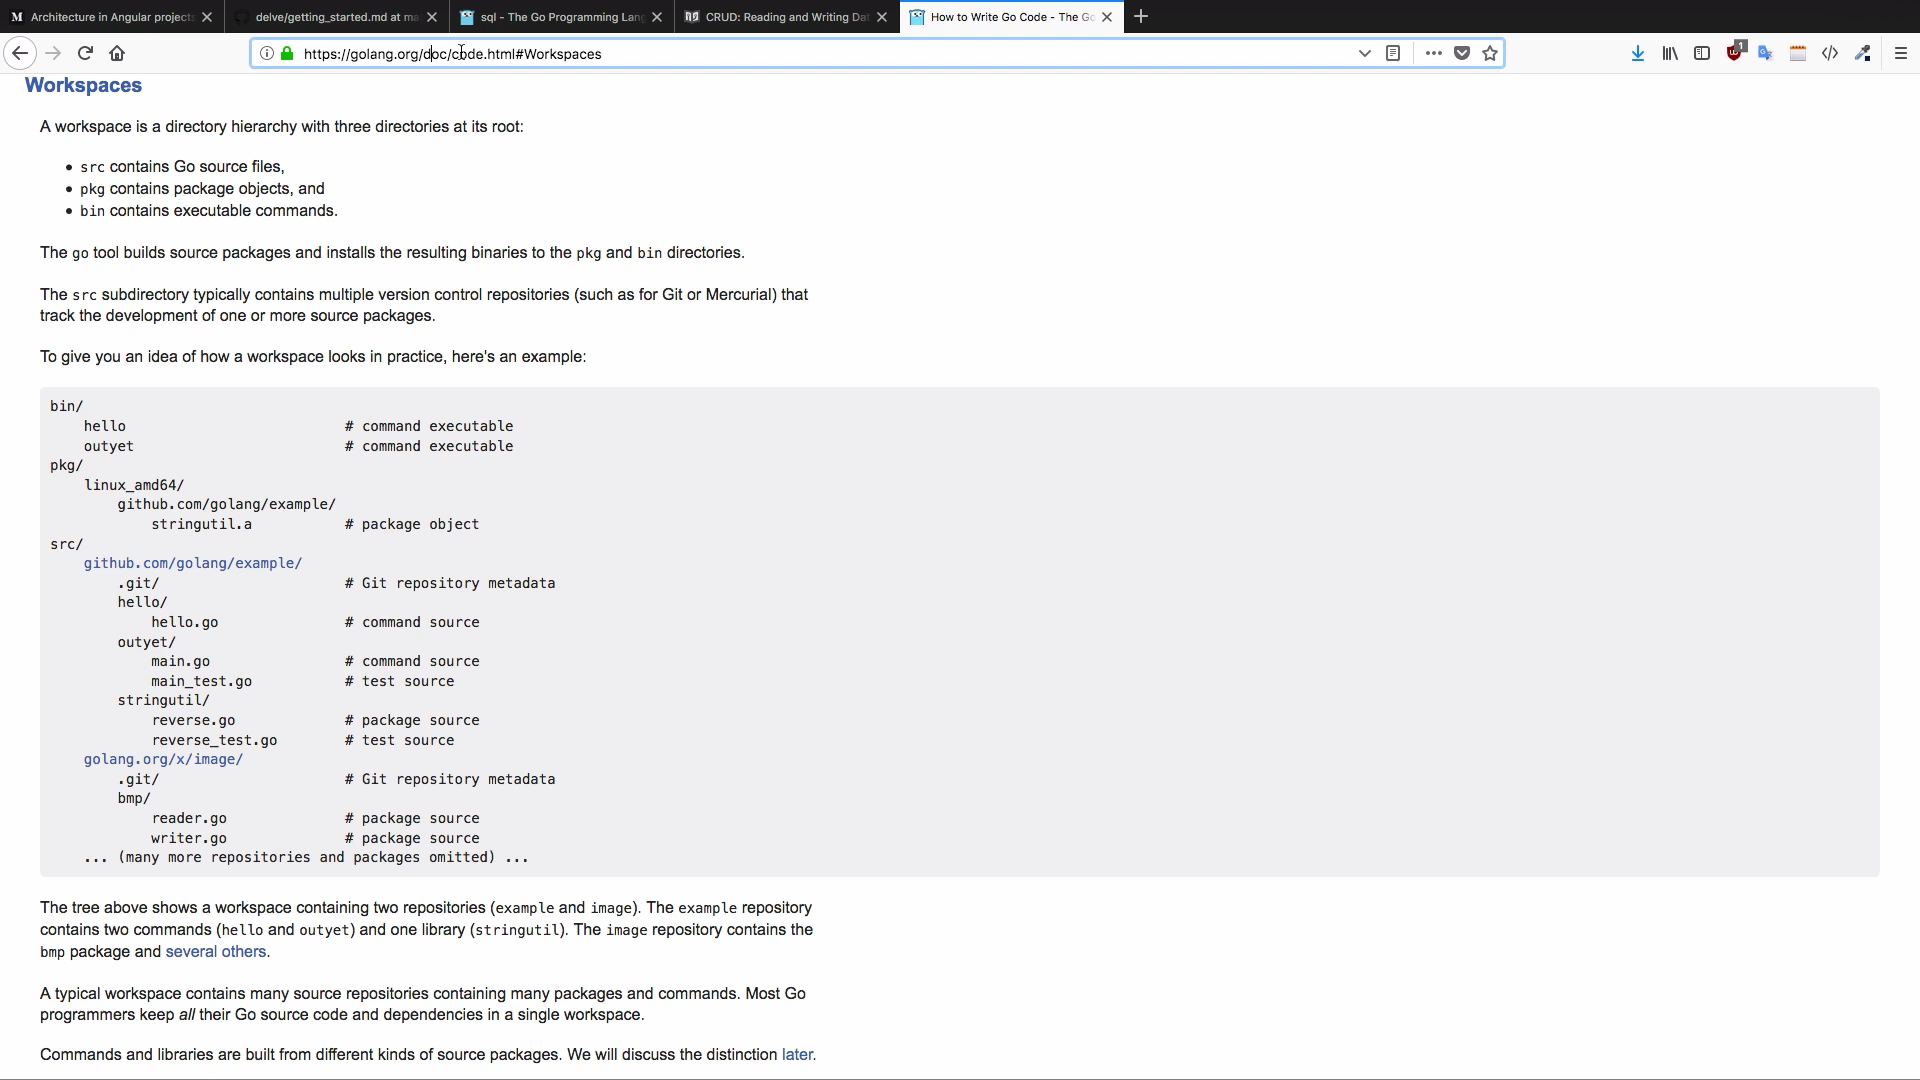 Architecture in Angular projects
delve/getting_started.md at ma
sql - The Go Programming Lan
CRUD: Reading and Writing Da
How to Write Go Code - The Go
https://golang.org/doc/code.html#Workspaces
1
Workspaces
A workspace is a directory hierarchy with three directories at its root:
• src contains Go source files,
• pkg contains package objects, and
• bin contains executable commands.
The go tool builds source packages and installs the resulting binaries to the pkg and bin directories.
The src subdirectory typically contains multiple version control repositories (such as for Git or Mercurial) that
track the development of one or more source packages.
To give you an idea of how a workspace looks in practice, here's an example:
bin/
    hello                          # command executable
    outyet                         # command executable
pkg/
    linux_amd64/
        github.com/golang/example/
            stringutil.a           # package object
src/
    github.com/golang/example/
        .git/                      # Git repository metadata
        hello/
            hello.go               # command source
        outyet/
            main.go                # command source
            main_test.go           # test source
        stringutil/
            reverse.go             # package source
            reverse_test.go        # test source
    golang.org/x/image/
        .git/                      # Git repository metadata
        bmp/
            reader.go              # package source
            writer.go              # package source
    ... (many more repositories and packages omitted) ...
The tree above shows a workspace containing two repositories (example and image). The example repository
contains two commands (hello and outyet) and one library (stringutil). The image repository contains the
bmp package and several others.
A typical workspace contains many source repositories containing many packages and commands. Most Go
programmers keep all their Go source code and dependencies in a single workspace.
Commands and libraries are built from different kinds of source packages. We will discuss the distinction later.